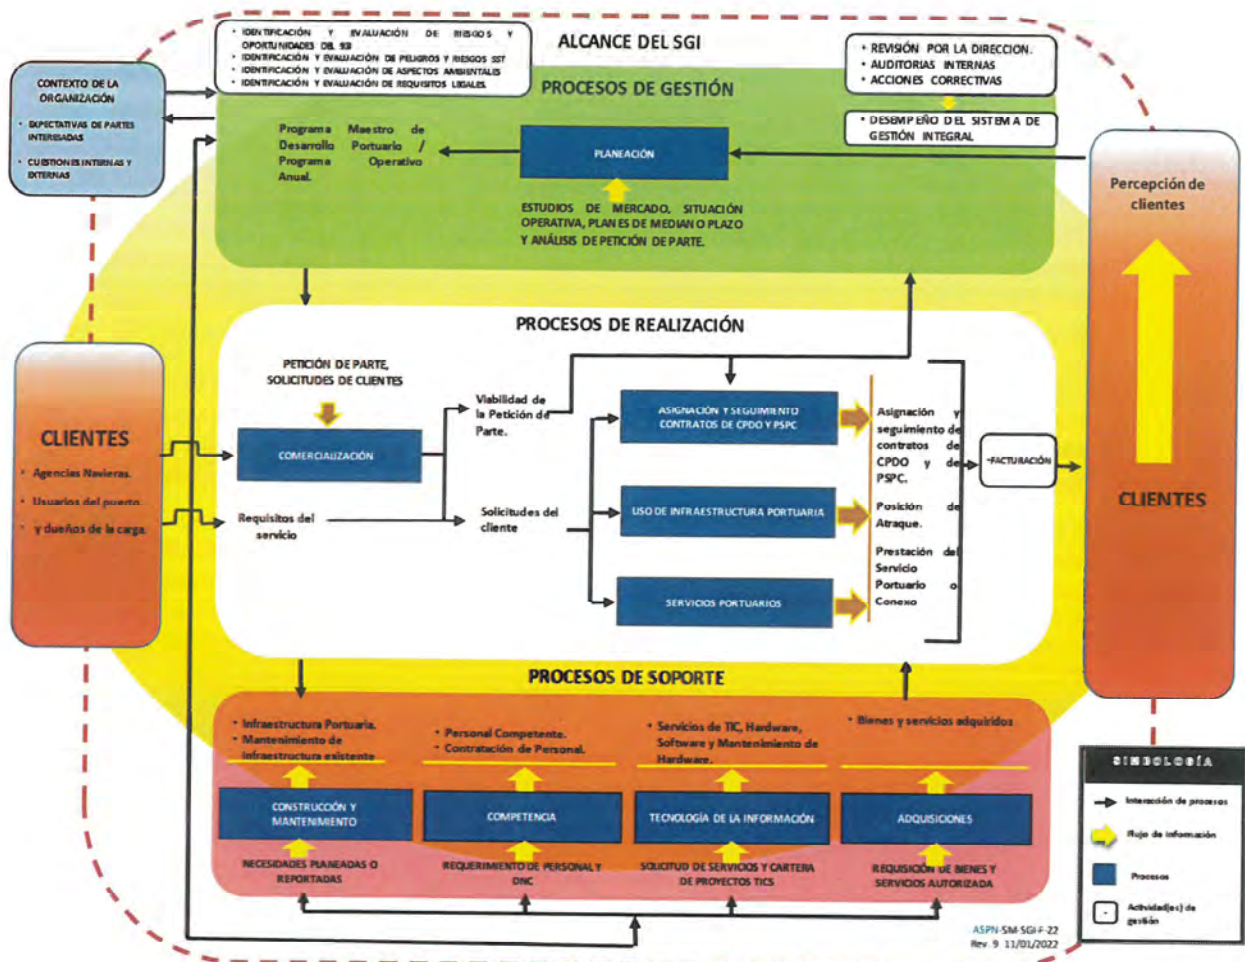 • IDENTIFICACIÓN Y EVALUACIÓN DE RIESGOS Y
OPORTUNIDADES DEL SGI
• IDENTIFICACIÓN Y EVALUACIÓN DE PELIGROS Y RIESGOS SST
• IDENTIFICACIÓN Y EVALUACIÓN DE ASPECTOS AMBIENTALES
• IDENTIFICACIÓN Y EVALUACIÓN DE REQUISITOS LEGALES.
ALCANCE DEL SGI
• REVISIÓN POR LA DIRECCION.
• AUDITORIAS INTERNAS
• ACCIONES CORRECTIVAS
• DESEMPEÑO DEL SISTEMA DE
GESTIÓN INTEGRAL
CONTEXTO DE LA
ORGANIZACIÓN
• EXPECTATIVAS DE PARTES
INTERESADAS
• CUESTIONES INTERNAS Y
EXTERNAS
PROCESOS DE GESTIÓN
Programa Maestro de
Desarrollo Portuario /
Programa Operativo
Anual.
PLANEACIÓN
ESTUDIOS DE MERCADO, SITUACIÓN
OPERATIVA, PLANES DE MEDIANO PLAZO
Y ANÁLISIS DE PETICIÓN DE PARTE.
Percepción de
clientes
CLIENTES
PROCESOS DE REALIZACIÓN
CLIENTES
• Agencias Navieras.
• Usuarios del puerto.
• y dueños de la carga.
PETICIÓN DE PARTE,
SOLICITUDES DE CLIENTES
COMERCIALIZACIÓN
Requisitos del
servicio
Viabilidad de
la Petición de
Parte.
Solicitudes del
cliente
ASIGNACIÓN Y SEGUIMIENTO
CONTRATOS DE CPDO Y PSPC
USO DE INFRAESTRUCTURA PORTUARIA
SERVICIOS PORTUARIOS
Asignación y
seguimiento de
contratos de
CPDO y de
PSPC.
Posición de
Atraque.
Prestación del
Servicio
Portuario o
Conexo
-FACTURACIÓN
PROCESOS DE SOPORTE
• Infraestructura Portuaria.
• Mantenimiento de
infraestructura existente
• Personal Competente.
• Contratación de Personal.
• Servicios de TIC, Hardware,
Software y Mantenimiento de
Hardware.
• Bienes y servicios adquiridos
CONSTRUCCIÓN Y
MANTENIMIENTO
COMPETENCIA
TECNOLOGÍA DE LA INFORMACIÓN
ADQUISICIONES
NECESIDADES PLANEADAS O
REPORTADAS
REQUERIMIENTO DE PERSONAL Y
DNC
SOLICITUD DE SERVICIOS Y CARTERA
DE PROYECTOS TICS
REQUISICIÓN DE BIENES Y
SERVICIOS AUTORIZADA
SIMBOLOGÍA
Interacción de procesos
Flujo de información
Procesos
- Actividad(es) de
gestión
ASPN-SM-SGI-F-22
Rev. 9 11/01/2022